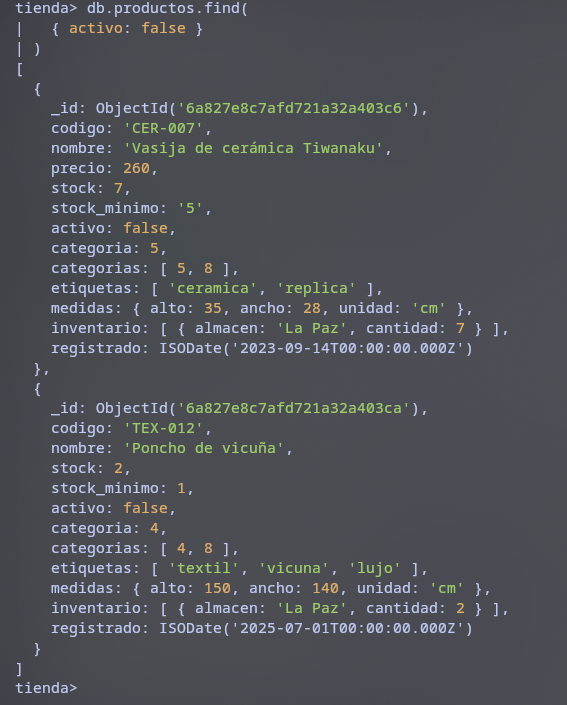 tienda> db.productos.find(
|   { activo: false }
| )
[
  {
    _id: ObjectId('6a827e8c7afd721a32a403c6'),
    codigo: 'CER-007',
    nombre: 'Vasija de cerámica Tiwanaku',
    precio: 260,
    stock: 7,
    stock_minimo: '5',
    activo: false,
    categoria: 5,
    categorias: [ 5, 8 ],
    etiquetas: [ 'ceramica', 'replica' ],
    medidas: { alto: 35, ancho: 28, unidad: 'cm' },
    inventario: [ { almacen: 'La Paz', cantidad: 7 } ],
    registrado: ISODate('2023-09-14T00:00:00.000Z')
  },
  {
    _id: ObjectId('6a827e8c7afd721a32a403ca'),
    codigo: 'TEX-012',
    nombre: 'Poncho de vicuña',
    stock: 2,
    stock_minimo: 1,
    activo: false,
    categoria: 4,
    categorias: [ 4, 8 ],
    etiquetas: [ 'textil', 'vicuna', 'lujo' ],
    medidas: { alto: 150, ancho: 140, unidad: 'cm' },
    inventario: [ { almacen: 'La Paz', cantidad: 2 } ],
    registrado: ISODate('2025-07-01T00:00:00.000Z')
  }
]
tienda>